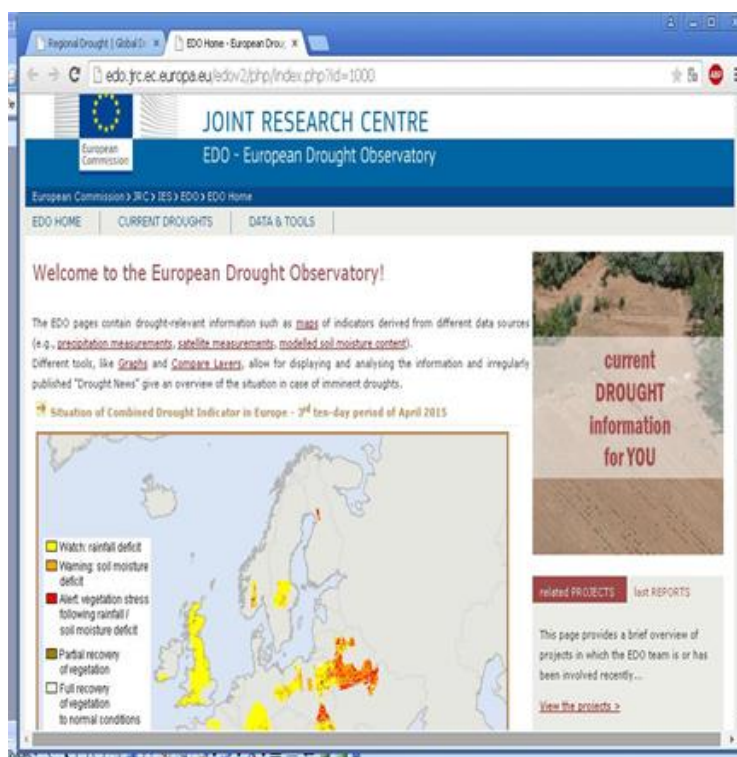 Regional Drought | Global Dr
EDO Home - European Drou
edo.jrc.ec.europa.eu/edov2/php/index.php?id=1000
ABP
European
Commission
JOINT RESEARCH CENTRE
EDO - European Drought Observatory
European Commission > JRC > IES > EDO > EDO Home
EDO HOME
CURRENT DROUGHTS
DATA & TOOLS
Welcome to the European Drought Observatory!
The EDO pages contain drought-relevant information such as maps of indicators derived from different data sources
(e.g., precipitation measurements, satellite measurements, modelled soil moisture content).
Different tools, like Graphs and Compare Layers, allow for displaying and analysing the information and irregularly
published "Drought News" give an overview of the situation in case of imminent droughts.
Situation of Combined Drought Indicator in Europe - 3rd ten-day period of April 2015
Watch: rainfall deficit
Warning: soil moisture
deficit
Alert: vegetation stress
following rainfall /
soil moisture deficit
Partial recovery
of vegetation
Full recovery
of vegetation
to normal conditions
current
DROUGHT
information
for YOU
related PROJECTS
last REPORTS
This page provides a brief overview of
projects in which the EDO team is or has
been involved recently...
View the projects >